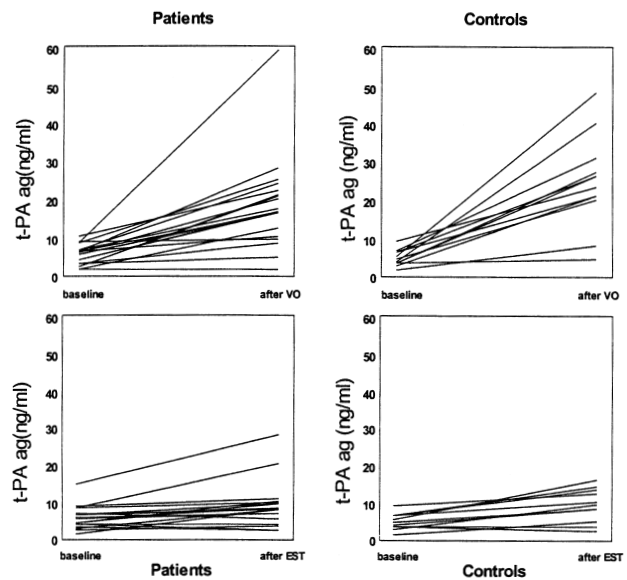 Patients Controls
60 60
50 50
40 40
30 30
20 20
10 10
0 0
t-PA ag(ng/ml) t-PA ag (ng/ml)
baseline after VO baseline after VO
60 60
50 50
40 40
30 30
20 20
10 10
0 0
t-PA ag(ng/ml) t-PA ag(ng/ml)
baseline after EST baseline after EST
Patients Controls